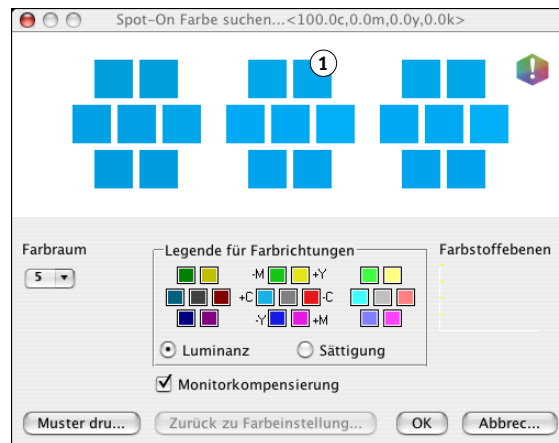 Spot-On Farbe suchen...<100.0c,0.0m,0.0y,0.0k>
1
!
Farbraum
5
Legende für Farbrichtungen
-M +Y
+C -C
-Y +M
Luminanz Sättigung
Farbstoffebenen
Monitorkompensierung
Muster dru... Zurück zu Farbeinstellung... OK Abbrec...